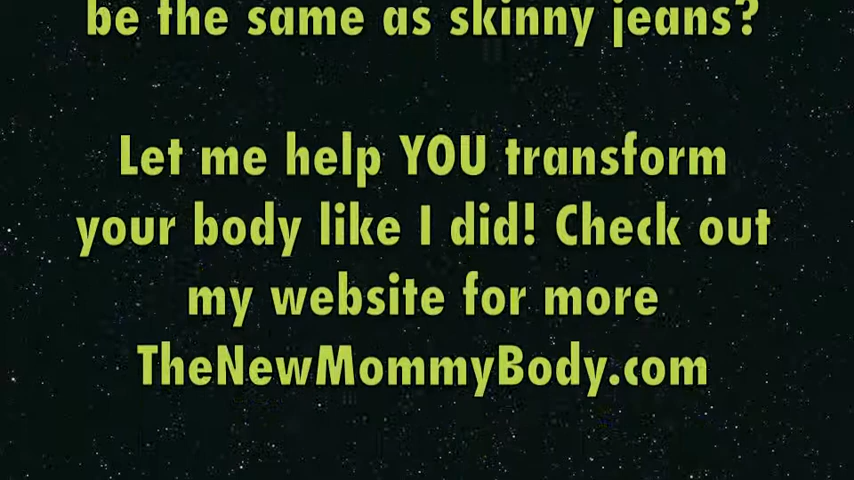 be the same as skinny jeans?
Let me help YOU transform
your body like I did! Check out
my website for more
TheNewMommyBody.com